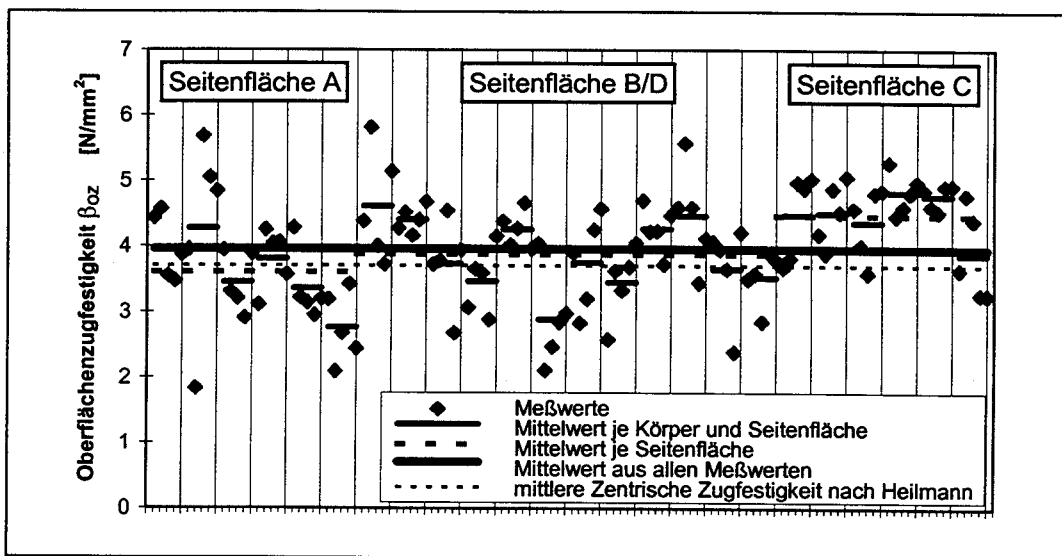 Oberflächenzugfestigkeit βOZ [N/mm²]
7
6
5
4
3
2
1
0
Seitenfläche A
Seitenfläche B/D
Seitenfläche C
Meßwerte
Mittelwert je Körper und Seitenfläche
Mittelwert je Seitenfläche
Mittelwert aus allen Meßwerten
mittlere Zentrische Zugfestigkeit nach Heilmann